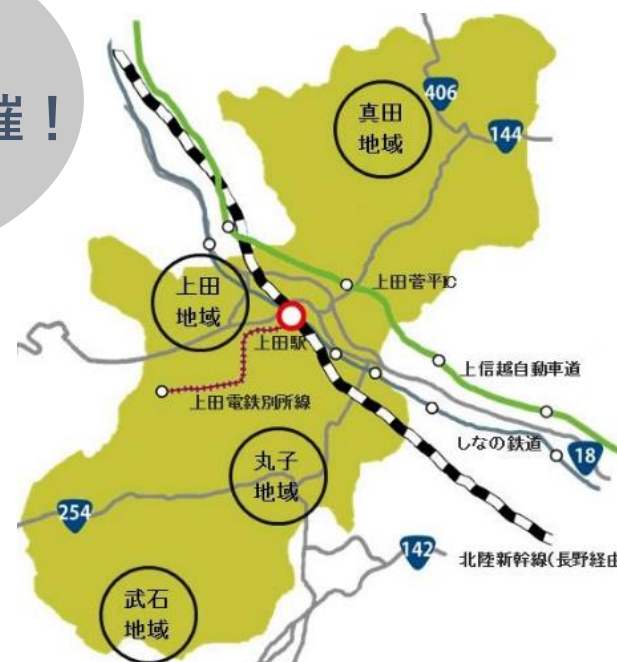 催！
406
真田
地域
144
上田菅平IC
上田
地域
上田駅
上信越自動車道
上田電鉄別所線
しなの鉄道
18
丸子
地域
254
142
北陸新幹線（長野経由
武石
地域